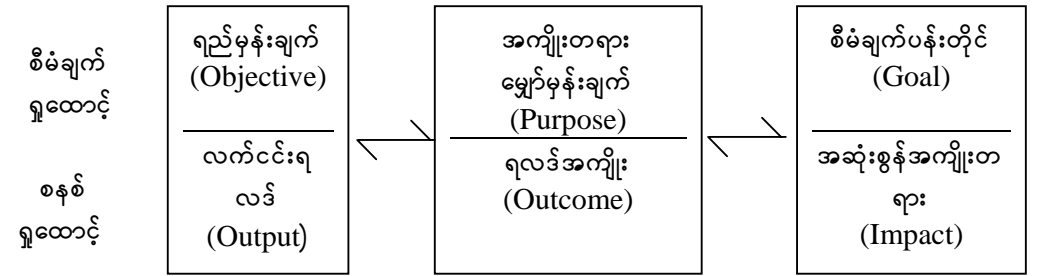 စီမံချက်
ရှုထောင့်
ရည်မှန်းချက်
(Objective)
အကျိုးတရား
မျှော်မှန်းချက်
(Purpose)
စီမံချက်ပန်းတိုင်
(Goal)
စနစ်
ရှုထောင့်
လက်ငင်းရ
လဒ်
(Output)
ရလဒ်အကျိုး
(Outcome)
အဆုံးစွန်အကျိုးတ
ရား
(Impact)